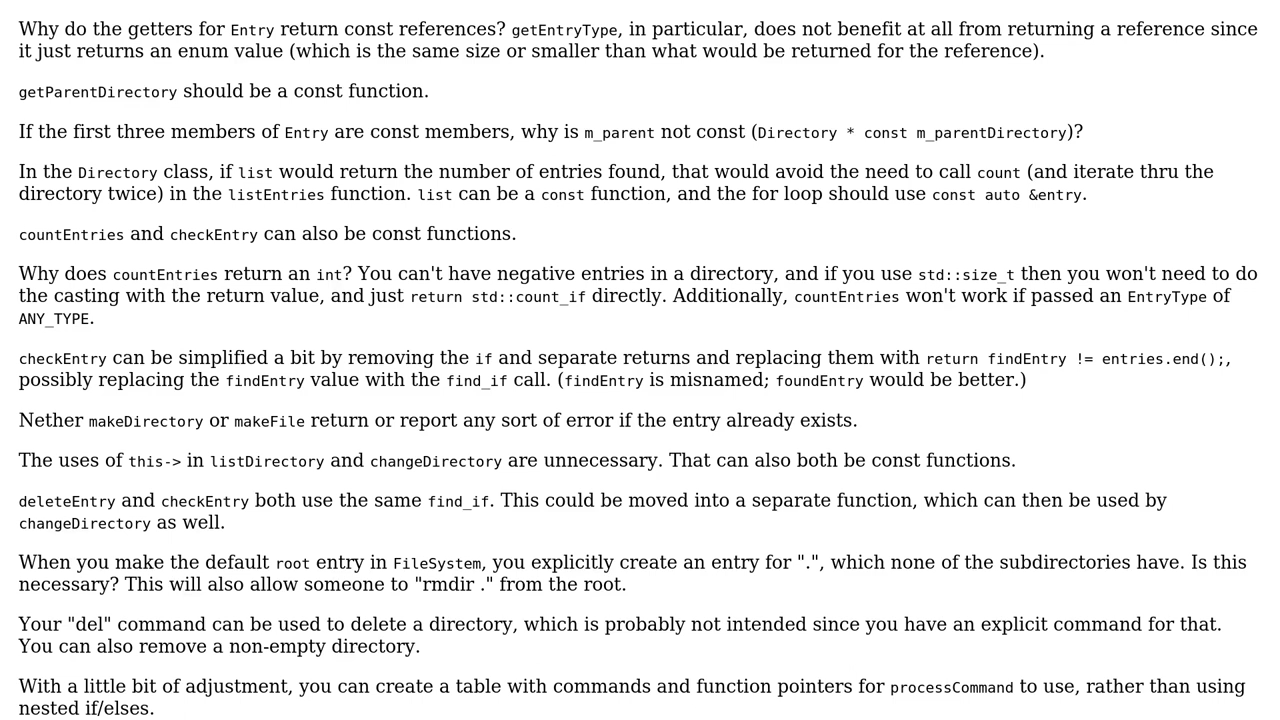 Why do the getters for Entry return const references? getEntryType, in particular, does not benefit at all from returning a reference since
it just returns an enum value (which is the same size or smaller than what would be returned for the reference).
getParentDirectory should be a const function.
If the first three members of Entry are const members, why is m_parent not const (Directory * const m_parentDirectory)?
In the Directory class, if list would return the number of entries found, that would avoid the need to call count (and iterate thru the
directory twice) in the listEntries function. list can be a const function, and the for loop should use const auto &entry.
countEntries and checkEntry can also be const functions.
Why does countEntries return an int? You can't have negative entries in a directory, and if you use std::size_t then you won't need to do
the casting with the return value, and just return std::count_if directly. Additionally, countEntries won't work if passed an EntryType of
ANY_TYPE.
checkEntry can be simplified a bit by removing the if and separate returns and replacing them with return findEntry != entries.end();,
possibly replacing the findEntry value with the find_if call. (findEntry is misnamed; foundEntry would be better.)
Nether makeDirectory or makeFile return or report any sort of error if the entry already exists.
The uses of this-> in listDirectory and changeDirectory are unnecessary. That can also both be const functions.
deleteEntry and checkEntry both use the same find_if. This could be moved into a separate function, which can then be used by
changeDirectory as well.
When you make the default root entry in FileSystem, you explicitly create an entry for ".", which none of the subdirectories have. Is this
necessary? This will also allow someone to "rmdir ." from the root.
Your "del" command can be used to delete a directory, which is probably not intended since you have an explicit command for that.
You can also remove a non-empty directory.
With a little bit of adjustment, you can create a table with commands and function pointers for processCommand to use, rather than using
nested if/elses.